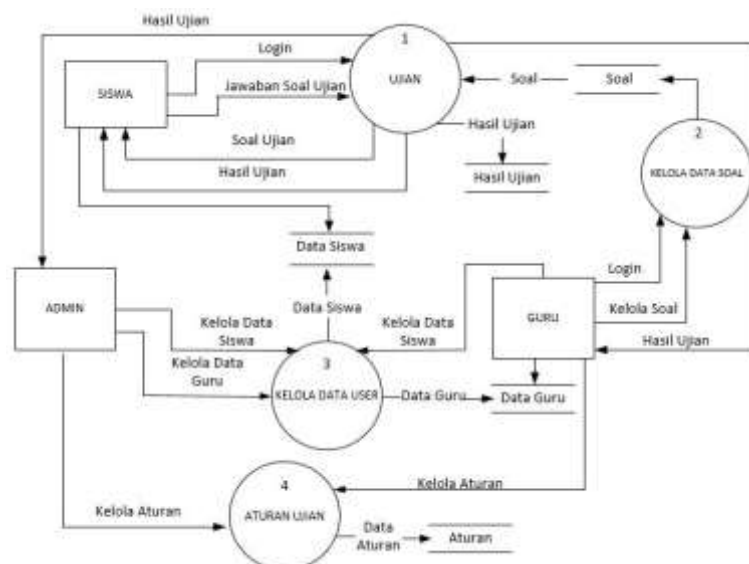 Hasil Ujian
1
UJIAN
Login
SISWA
Jawaban Soal Ujian
Soal
Soal
Soal Ujian
Hasil Ujian
Hasil Ujian
Hasil Ujian
2
KELOLA DATA SOAL
Data Siswa
Login
ADMIN
Data Siswa
GURU
Kelola Soal
Kelola Data
Siswa
Kelola Data
Siswa
Hasil Ujian
Kelola Data
Guru
3
KELOLA DATA USER
Data Guru
Data Guru
4
ATURAN UJIAN
Kelola Aturan
Kelola Aturan
Data
Aturan
Aturan